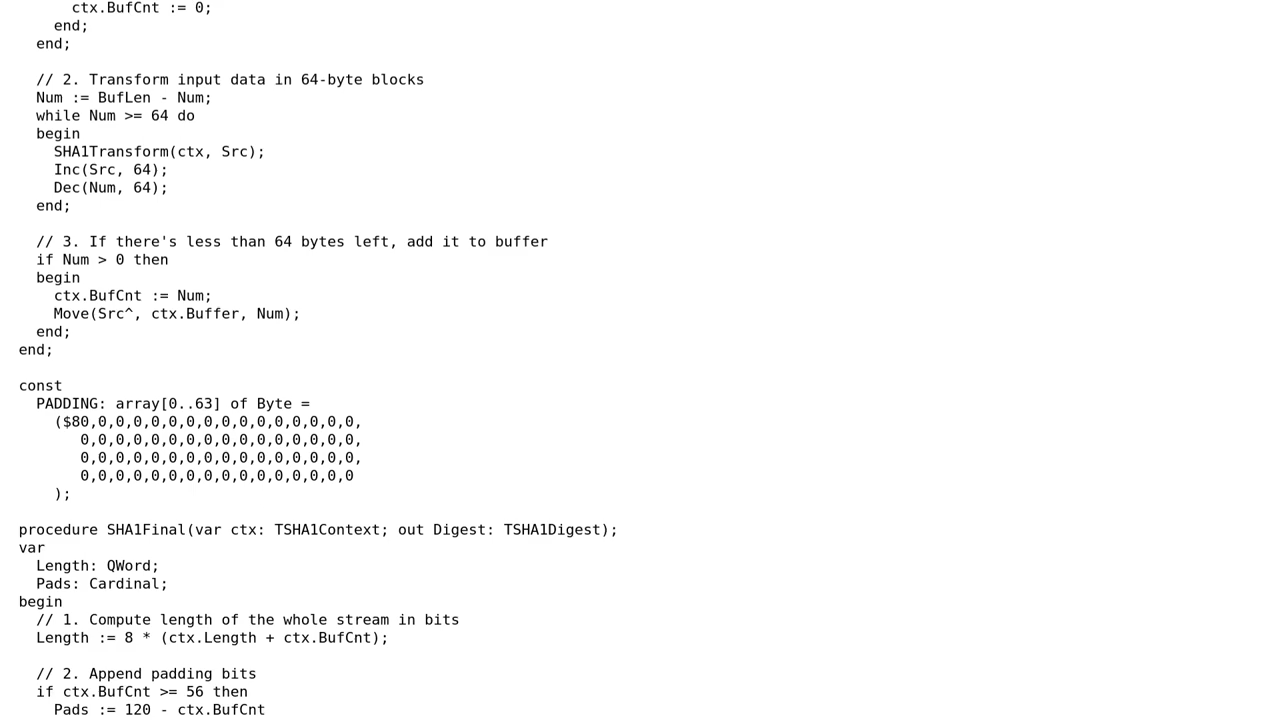 ctx.BufCnt := 0;
    end;
  end;

  // 2. Transform input data in 64-byte blocks
  Num := BufLen - Num;
  while Num >= 64 do
  begin
    SHA1Transform(ctx, Src);
    Inc(Src, 64);
    Dec(Num, 64);
  end;

  // 3. If there's less than 64 bytes left, add it to buffer
  if Num > 0 then
  begin
    ctx.BufCnt := Num;
    Move(Src^, ctx.Buffer, Num);
  end;
end;

const
  PADDING: array[0..63] of Byte =
    ($80,0,0,0,0,0,0,0,0,0,0,0,0,0,0,0,
       0,0,0,0,0,0,0,0,0,0,0,0,0,0,0,0,
       0,0,0,0,0,0,0,0,0,0,0,0,0,0,0,0,
       0,0,0,0,0,0,0,0,0,0,0,0,0,0,0,0
    );

procedure SHA1Final(var ctx: TSHA1Context; out Digest: TSHA1Digest);
var
  Length: QWord;
  Pads: Cardinal;
begin
  // 1. Compute length of the whole stream in bits
  Length := 8 * (ctx.Length + ctx.BufCnt);

  // 2. Append padding bits
  if ctx.BufCnt >= 56 then
    Pads := 120 - ctx.BufCnt